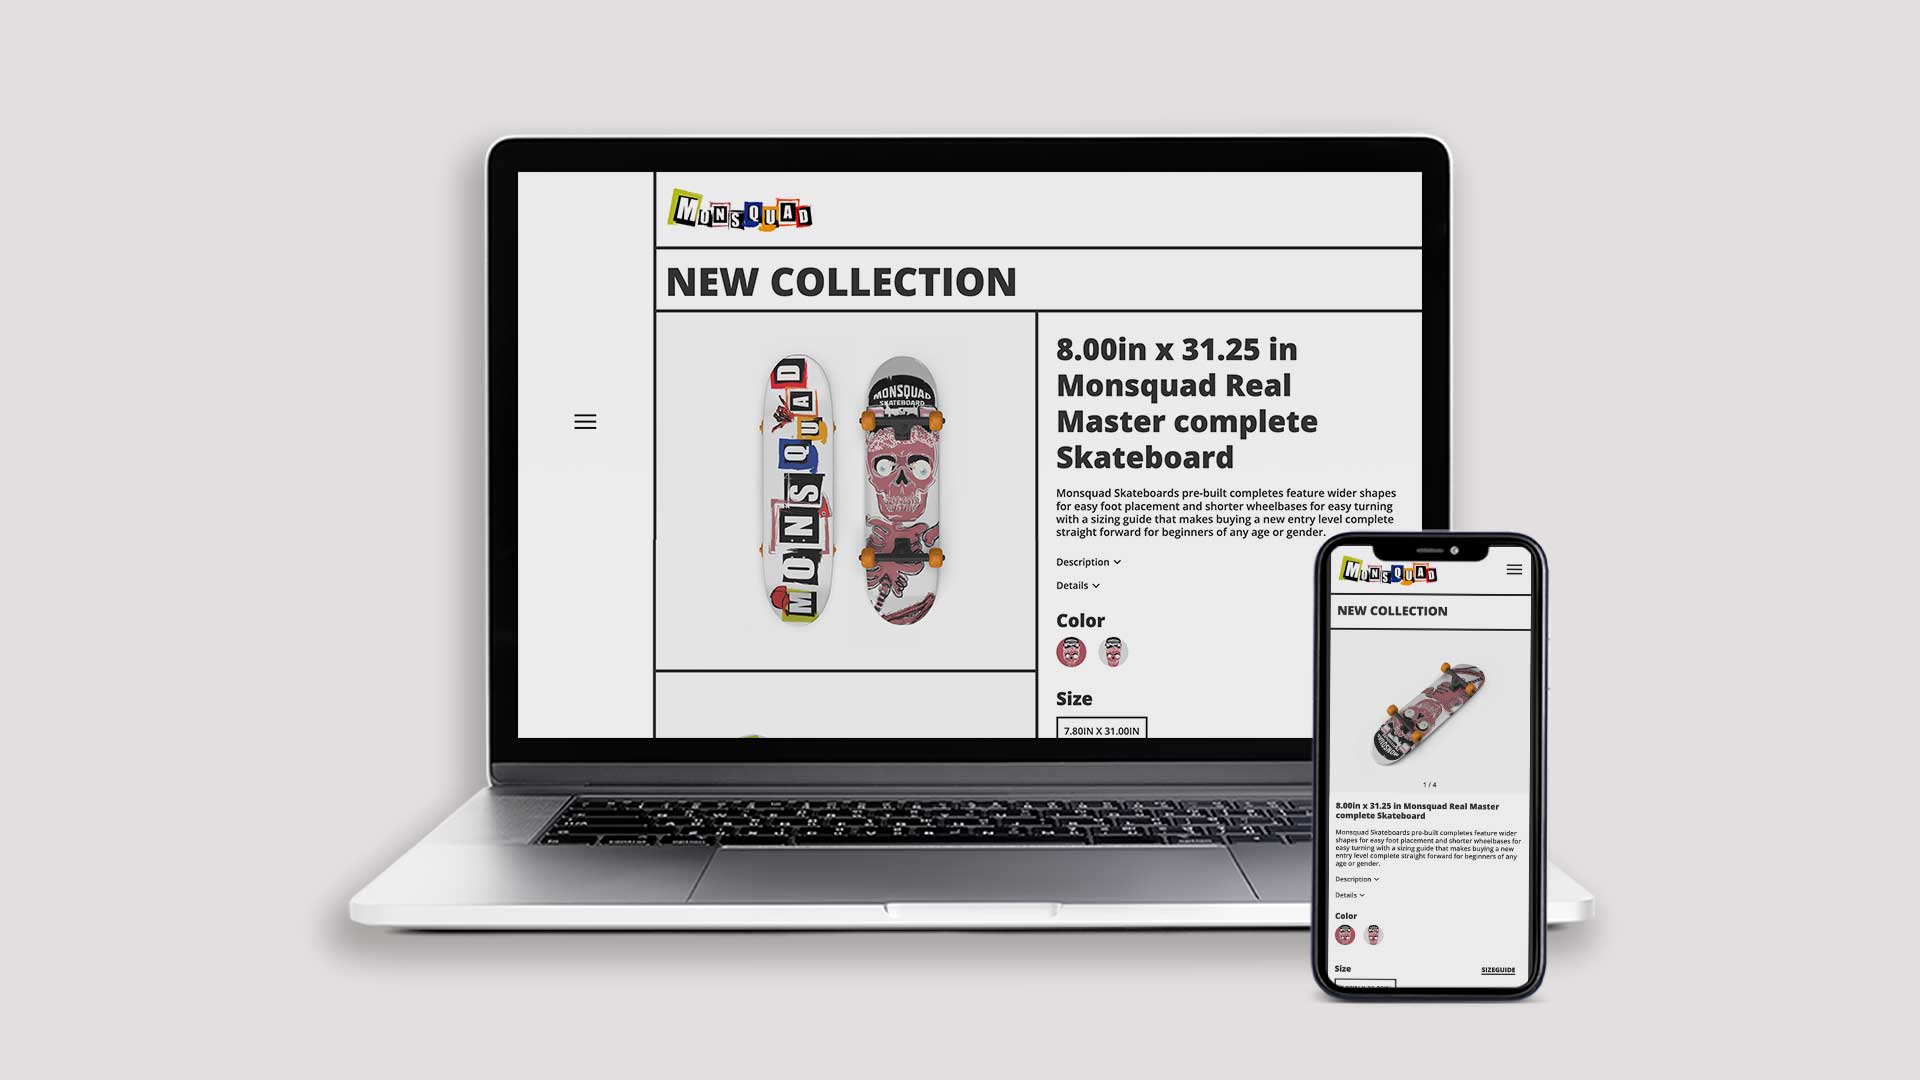 MONSQUAD
NEW COLLECTION
MONSQUAD
MONSQUAD
SKATEBOARD
8.00in x 31.25 in
Monsquad Real
Master complete
Skateboard
Monsquad Skateboards pre-built completes feature wider shapes
for easy foot placement and shorter wheelbases for easy turning
with a sizing guide that makes buying a new entry level complete
straight forward for beginners of any age or gender.
Description
Details
Color
Size
7.80IN X 31.00IN
MONSQUAD
NEW COLLECTION
MONSQUAD
1 / 4
8.00in x 31.25 in Monsquad Real Master
complete Skateboard
Monsquad Skateboards pre-built completes feature wider
shapes for easy foot placement and shorter wheelbases for
easy turning with a sizing guide that makes buying a new
entry level complete straight forward for beginners of any
age or gender.
Description
Details
Color
Size
SIZEGUIDE